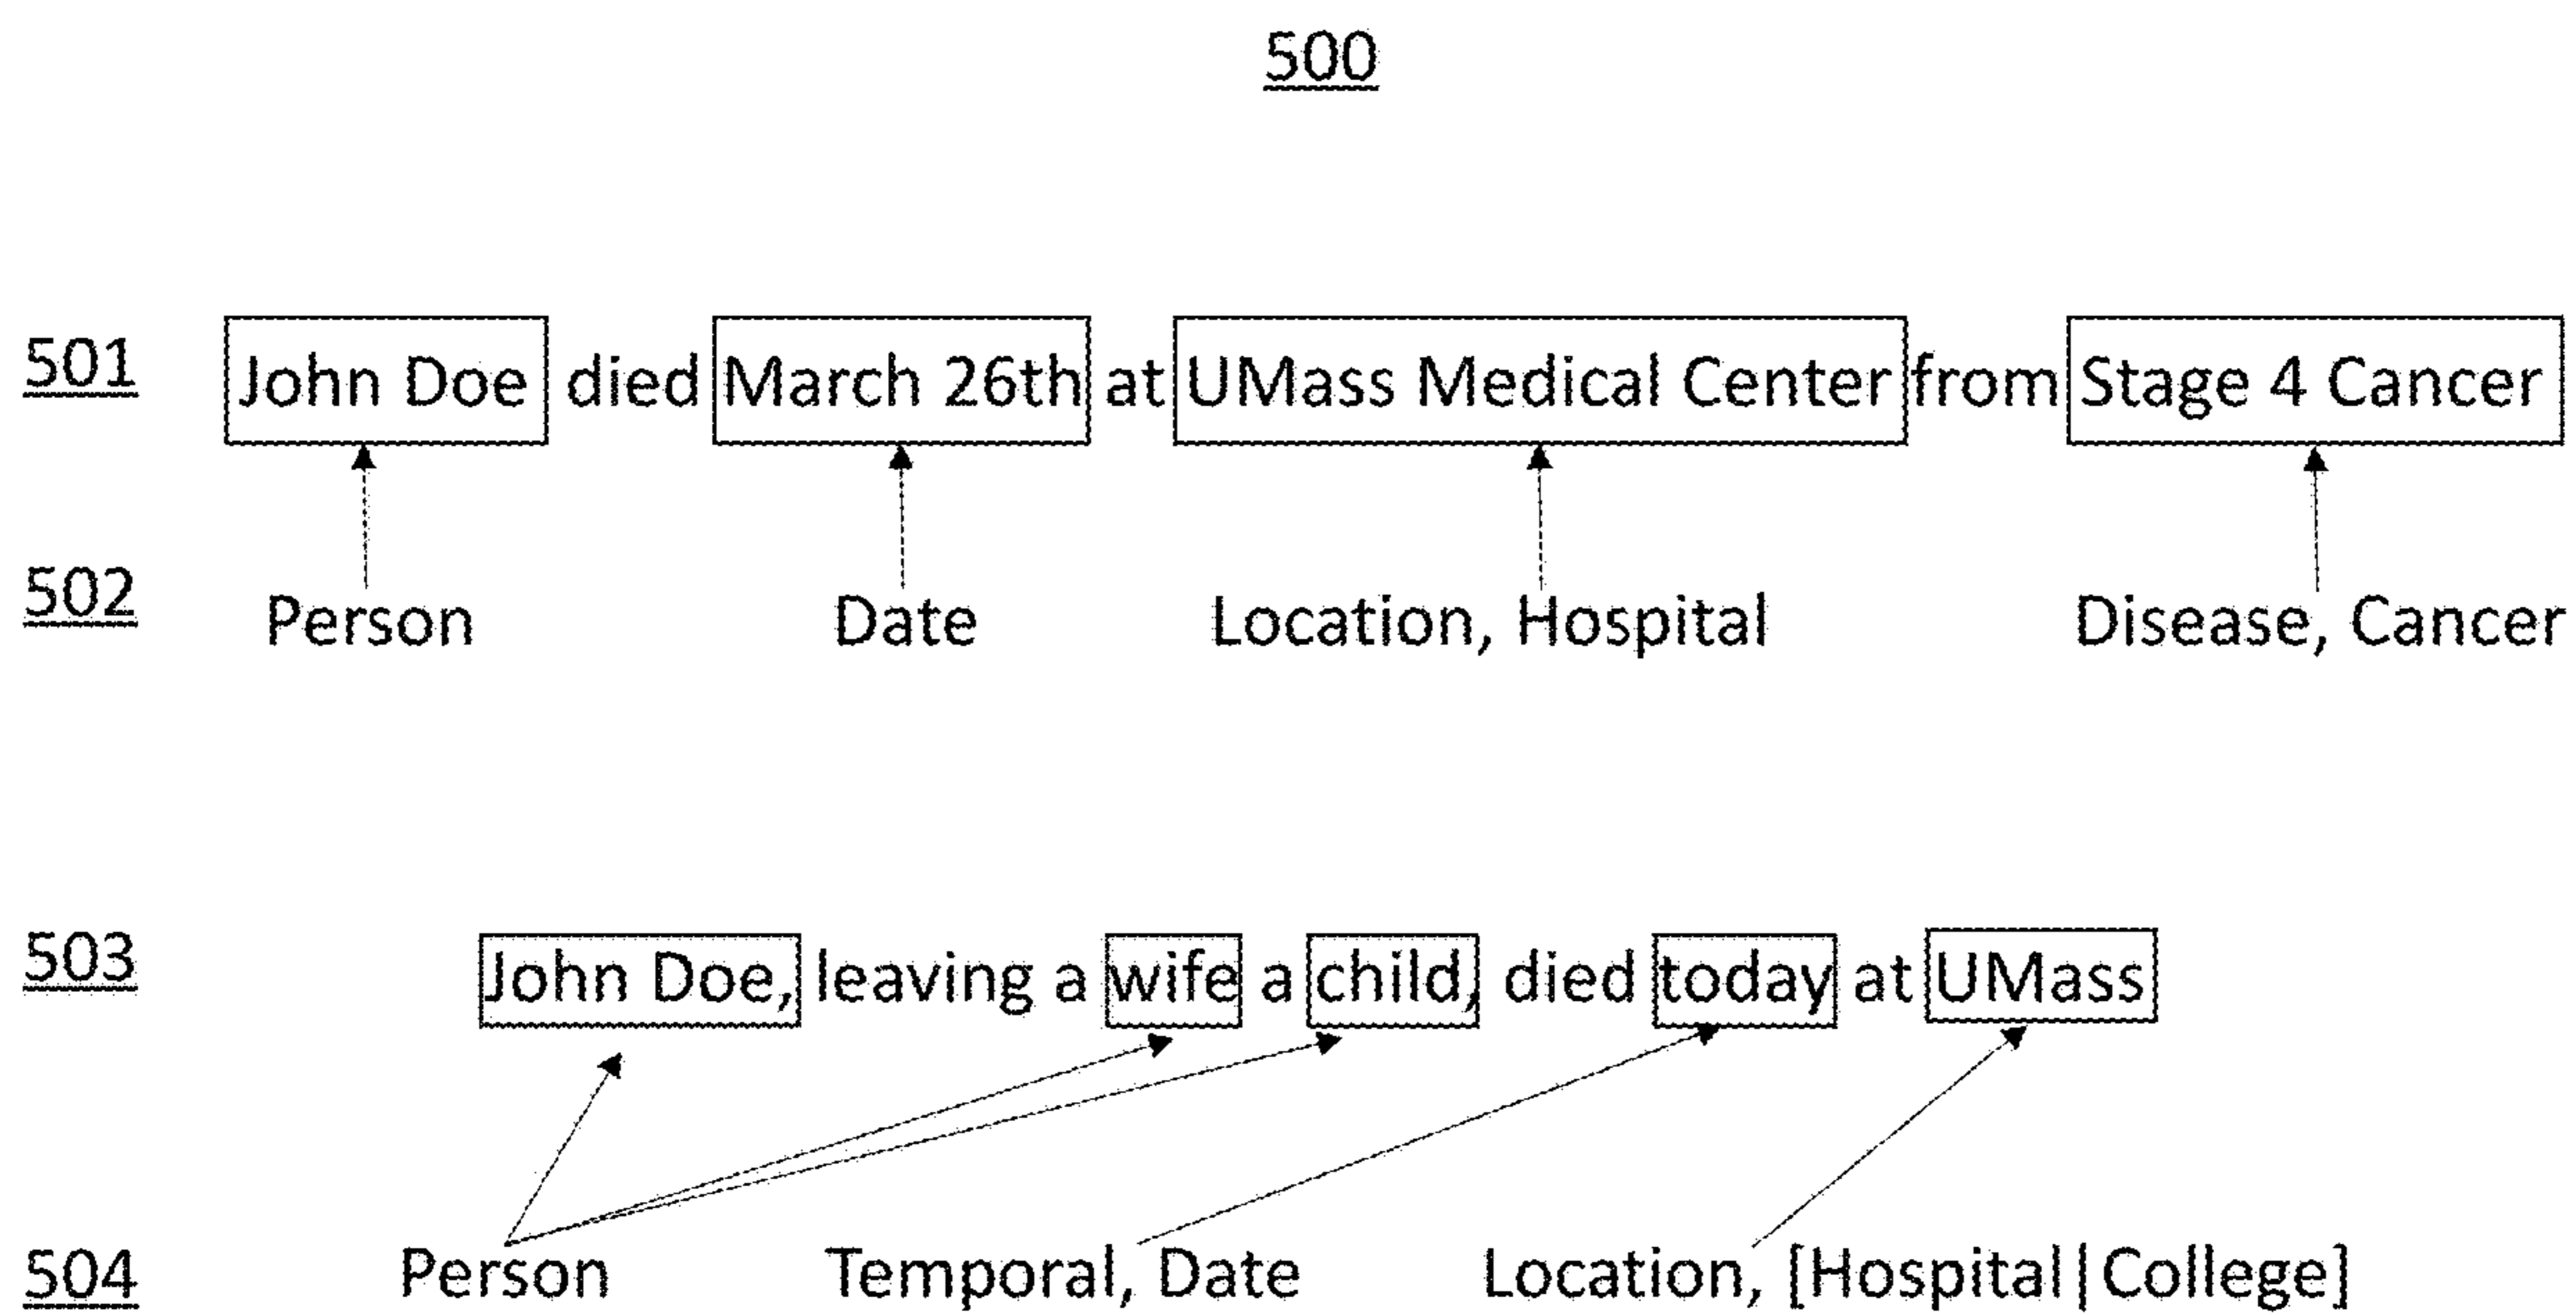 500
501 John Doe died March 26th at UMass Medical Center from Stage 4 Cancer
502 Person Date Location, Hospital Disease, Cancer
503 John Doe, leaving a wife a child, died today at UMass
504 Person Temporal, Date Location, [Hospital|College]